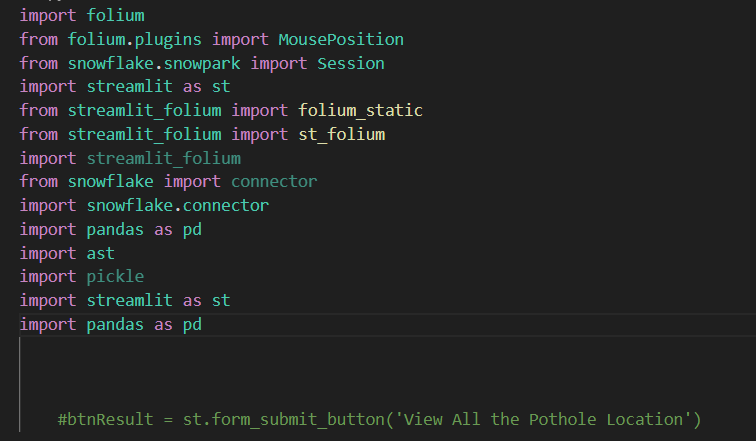 import folium
from folium.plugins import MousePosition
from snowflake.snowpark import Session
import streamlit as st
from streamlit_folium import folium_static
from streamlit_folium import st_folium
import streamlit_folium
from snowflake import connector
import snowflake.connector
import pandas as pd
import ast
import pickle
import streamlit as st
import pandas as pd
#btnResult = st.form_submit_button('View All the Pothole Location')